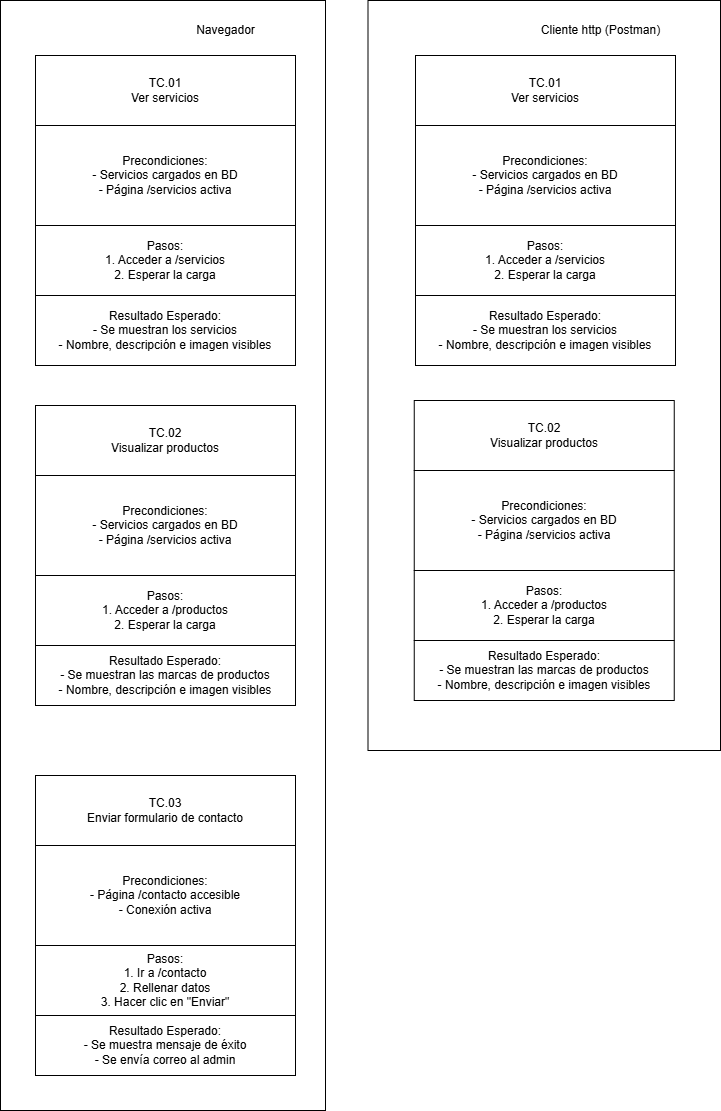 Navegador
TC.01
Ver servicios
Precondiciones:
- Servicios cargados en BD
- Página /servicios activa
Pasos:
1. Acceder a /servicios
2. Esperar la carga
Resultado Esperado:
- Se muestran los servicios
- Nombre, descripción e imagen visibles
TC.02
Visualizar productos
Precondiciones:
- Servicios cargados en BD
- Página /servicios activa
Pasos:
1. Acceder a /productos
2. Esperar la carga
Resultado Esperado:
- Se muestran las marcas de productos
- Nombre, descripción e imagen visibles
TC.03
Enviar formulario de contacto
Precondiciones:
- Página /contacto accesible
- Conexión activa
Pasos:
1. Ir a /contacto
2. Rellenar datos
3. Hacer clic en "Enviar"
Resultado Esperado:
- Se muestra mensaje de éxito
- Se envía correo al admin
Cliente http (Postman)
TC.01
Ver servicios
Precondiciones:
- Servicios cargados en BD
- Página /servicios activa
Pasos:
1. Acceder a /servicios
2. Esperar la carga
Resultado Esperado:
- Se muestran los servicios
- Nombre, descripción e imagen visibles
TC.02
Visualizar productos
Precondiciones:
- Servicios cargados en BD
- Página /servicios activa
Pasos:
1. Acceder a /productos
2. Esperar la carga
Resultado Esperado:
- Se muestran las marcas de productos
- Nombre, descripción e imagen visibles